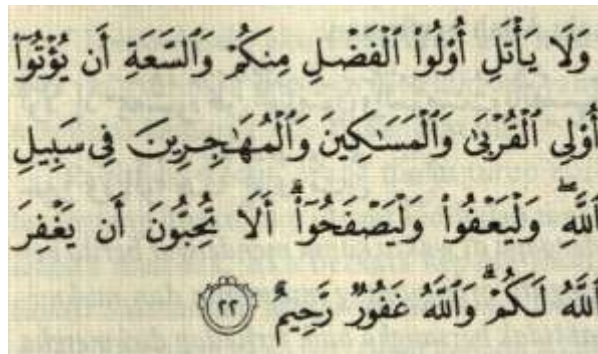 وَلَا يَأْتَلِ أُوْلُوا۟ ٱلْفَضْلِ مِنكُمْ وَٱلسَّعَةِ أَن يُؤْتُوٓا۟
أُوْلِى ٱلْقُرْبَىٰ وَٱلْمَسَـٰكِينَ وَٱلْمُهَـٰجِرِينَ فِى سَبِيلِ
ٱللَّهِ ۖ وَلْيَعْفُوا۟ وَلْيَصْفَحُوٓا۟ ۗ أَلَا تُحِبُّونَ أَن يَغْفِرَ
ٱللَّهُ لَكُمْ ۗ وَٱللَّهُ غَفُورٌ رَّحِيمٌ ٢٢